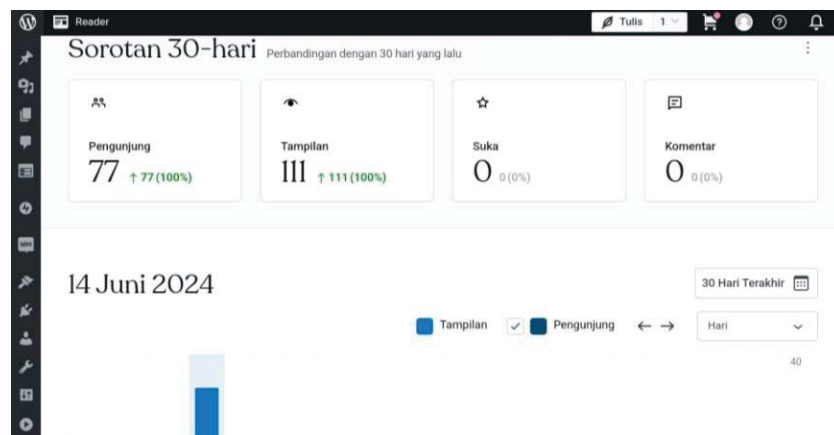 Reader
Tulis 1
Sorotan 30-hari Perbandingan dengan 30 hari yang lalu
Pengunjung
77 ↑ 77 (100%)
Tampilan
111 ↑ 111 (100%)
Suka
0 0 (0%)
Komentar
0 0 (0%)
14 Juni 2024
30 Hari Terakhir
Tampilan Pengunjung ← → Hari
40